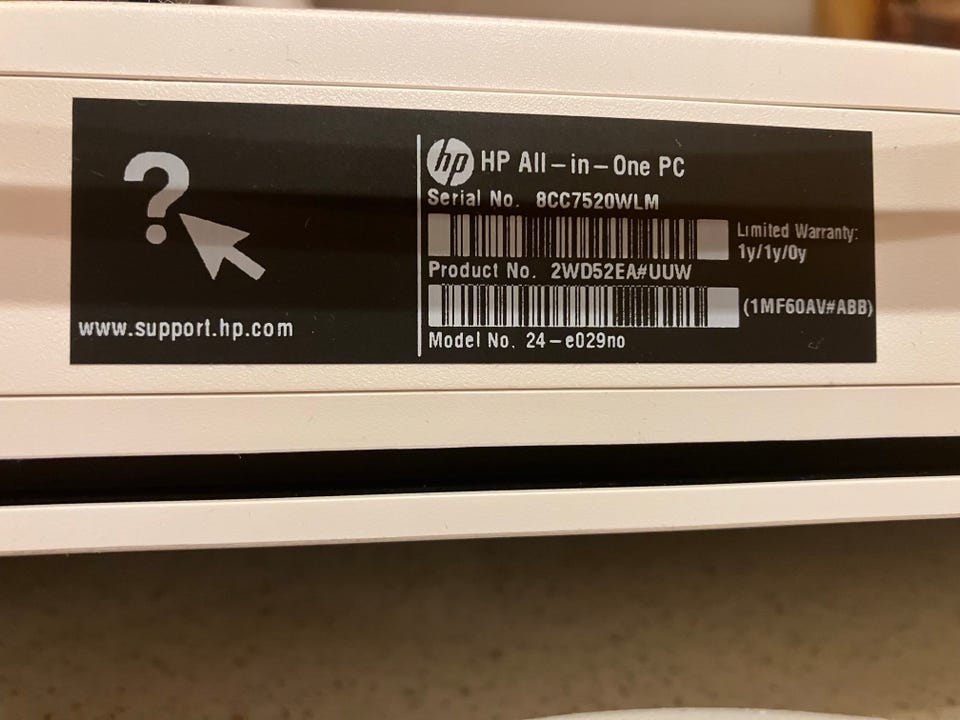 ?
www.support.hp.com
hp HP All-in-One PC
Serial No. 8CC7520WLM
Limited Warranty:
1y/1y/0y
Product No. 2WD52EA#UUW
(1MF60AV#ABB)
Model No. 24-e029no